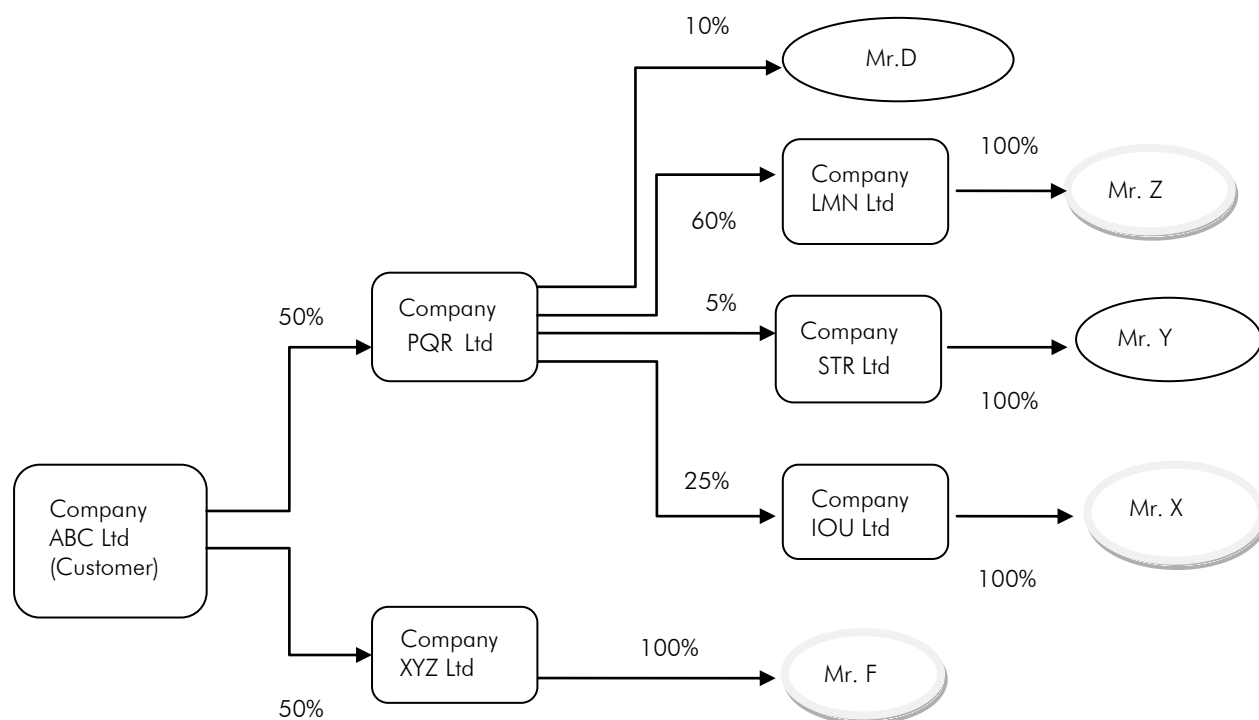 10%
Mr.D
Company
LMN Ltd
100%
Mr. Z
60%
50%
Company
PQR Ltd
5%
Company
STR Ltd
Mr. Y
100%
25%
Company
IOU Ltd
Mr. X
100%
Company
ABC Ltd
(Customer)
Company
XYZ Ltd
100%
Mr. F
50%